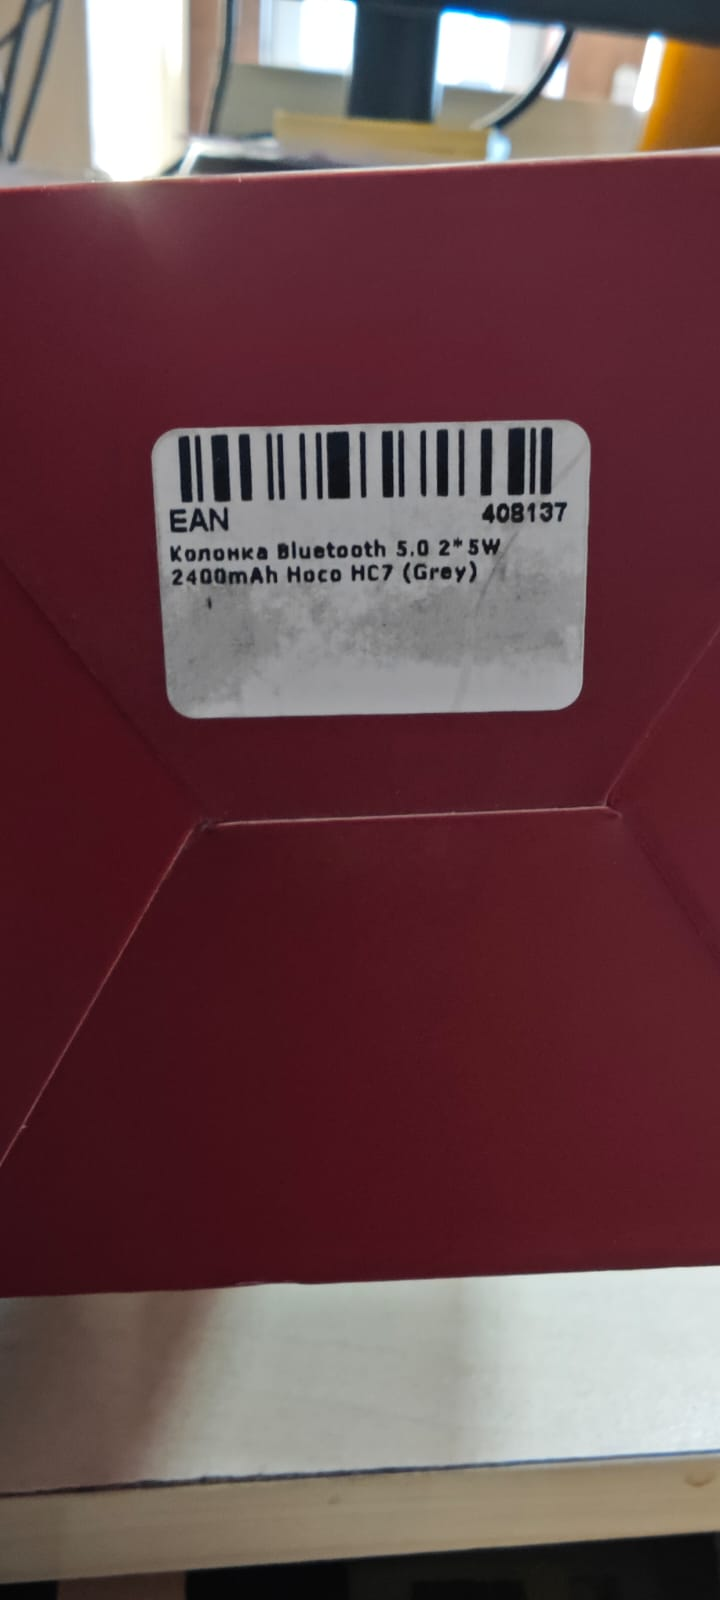 EAN 408137
Колонка Bluetooth 5.0 2*5W
2400mAh Hoco HC7 (Grey)